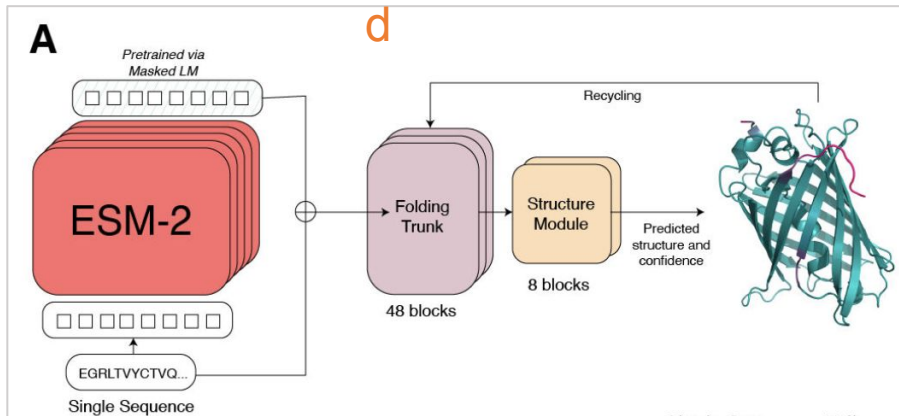 A
d
Pretrained via
Masked LM
Recycling
ESM-2
Folding
Trunk
Structure
Module
Predicted
structure and
confidence
8 blocks
48 blocks
EGRLTVYCTVQ...
Single Sequence